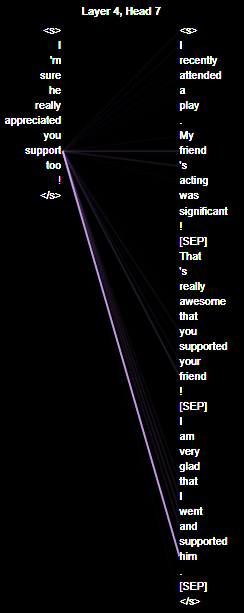 Layer 4, Head 7
<s>
I
'm
sure
he
really
appreciated
you
support
too
!
</s>
<s>
I
recently
attended
a
play
.
My
friend
's
acting
was
significant
!
[SEP]
That
's
really
awesome
that
you
supported
your
friend
!
[SEP]
I
am
very
glad
that
I
went
and
supported
him
.
[SEP]
</s>